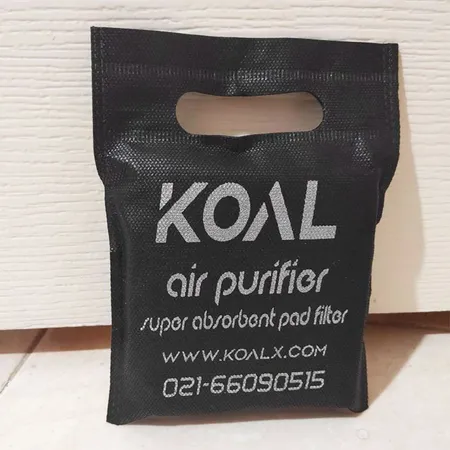 KOAL
air purifier
super absorbent pad filter
WWW.KOALX.COM
021-66090515